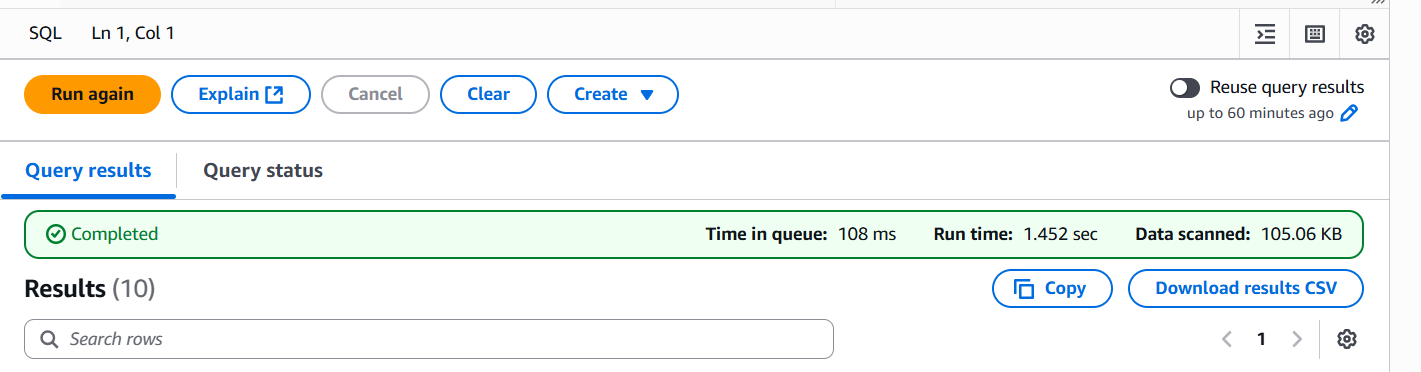 SQL Ln 1, Col 1
Run again Explain Cancel Clear Create Reuse query results
up to 60 minutes ago
Query results Query status
Completed Time in queue: 108 ms Run time: 1.452 sec Data scanned: 105.06 KB
Results (10) Copy Download results CSV
Search rows 1